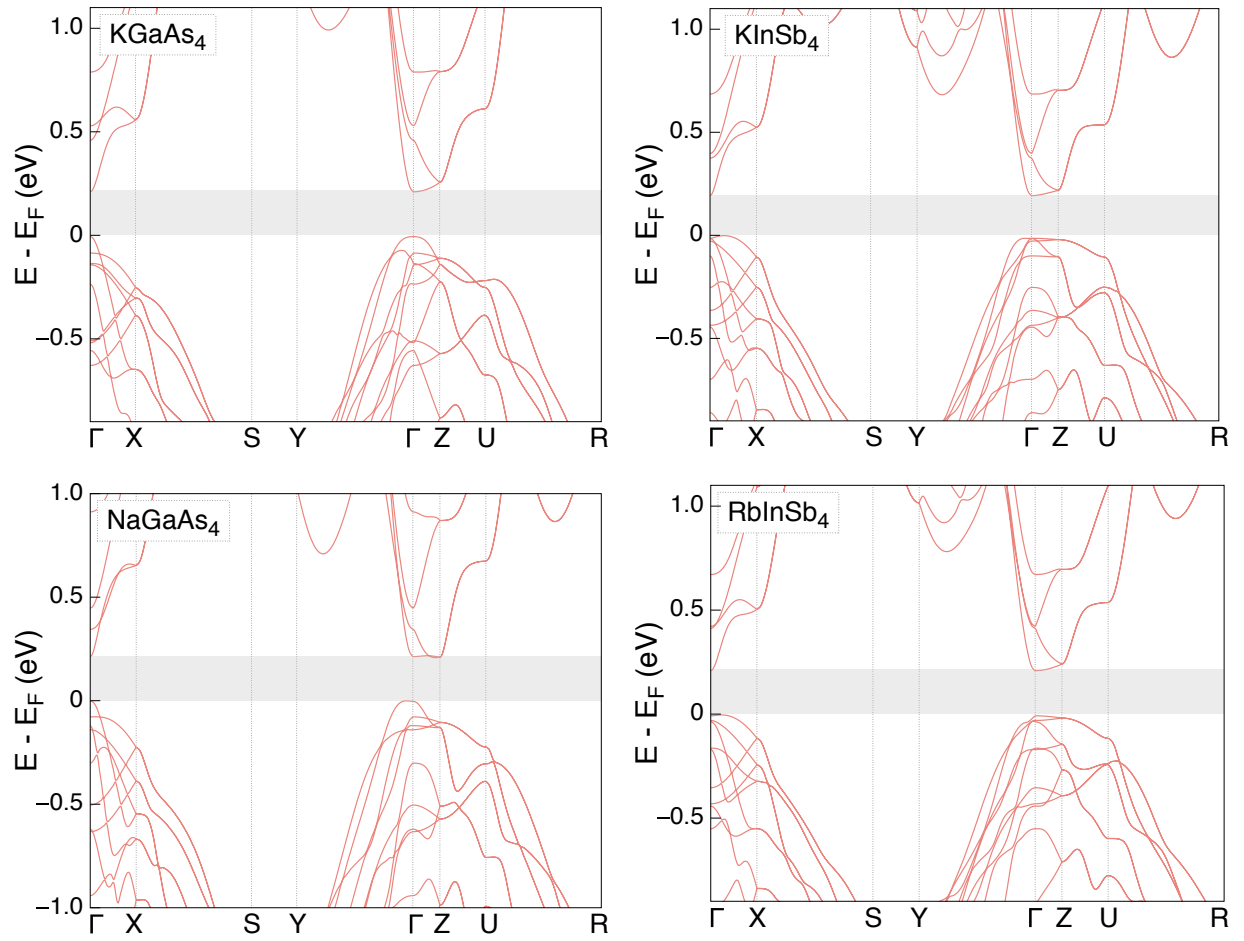 KGaAs4
E - EF (eV)
1.0
0.5
0
−0.5
Γ X S Y Γ Z U R
KInSb4
E - EF (eV)
1.0
0.5
0
−0.5
Γ X S Y Γ Z U R
NaGaAs4
E - EF (eV)
1.0
0.5
0
−0.5
−1.0
Γ X S Y Γ Z U R
RbInSb4
E - EF (eV)
1.0
0.5
0
−0.5
Γ X S Y Γ Z U R